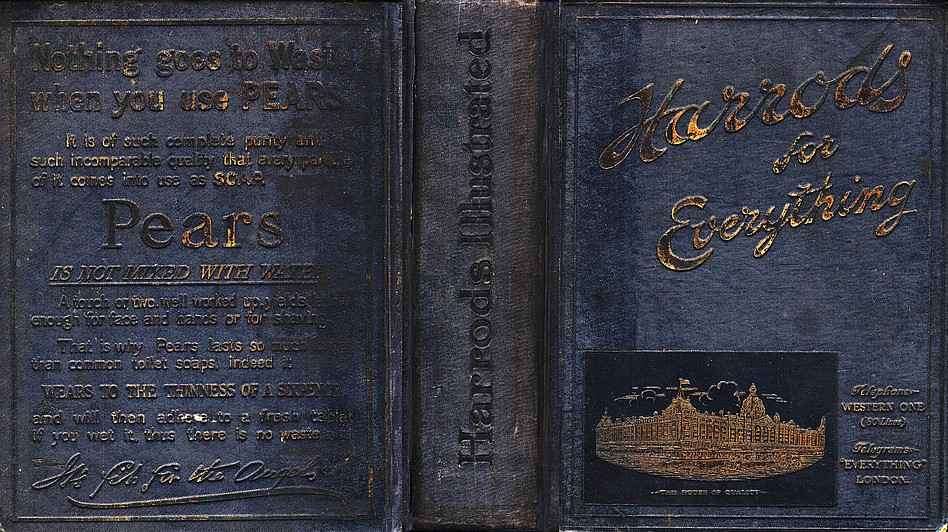 Nothing goes to Waste
when you use PEARS
It is of such complete purity and
such incomparable quality that every particle
of it comes into use as SOAP.
Pears
IS NOT MIXED WITH WATER
A touch or two, well worked up, yields
enough for face and hands or for shaving
That is why Pears lasts so much
than common toilet soaps, indeed it
WEARS TO THE THINNESS OF A SIXPENCE
and will then adhere to a fresh tablet
if you wet it, thus there is no waste
Harrods Illustrated
Harrods
for
Everything
THE HOUSE OF QUALITY
Telephone-
WESTERN ONE
(80 Lines)
Telegrams-
"EVERYTHING"
LONDON.